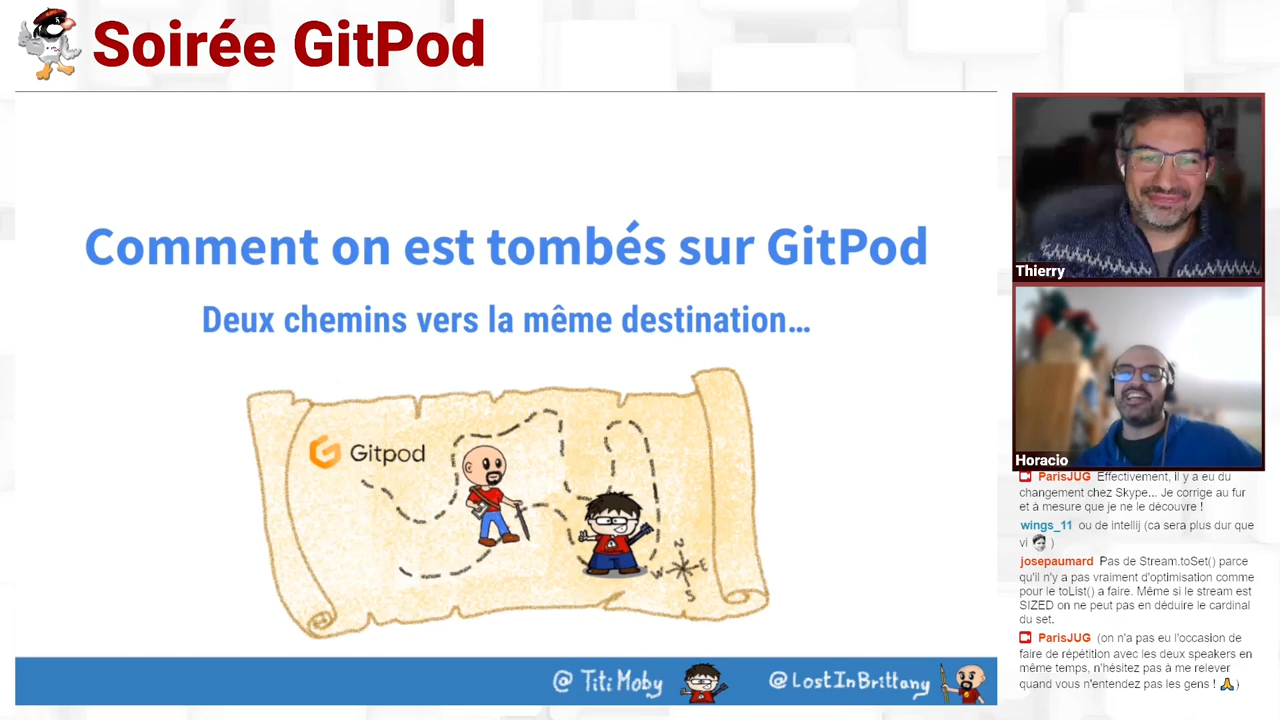 Soirée GitPod
Comment on est tombés sur GitPod
Deux chemins vers la même destination...
Gitpod
N
W E
S
@TitiMoby
@LostInBrittany
Thierry
Horacio
ParisJUG Effectivement, il y a eu du
changement chez Skype... Je corrige au fur
et à mesure que je ne le découvre !
wings_11 ou de intellij (ca sera plus dur que
vi )
josepaumard Pas de Stream.toSet() parce
qu'il n'y a pas vraiment d'optimisation comme
pour le toList() a faire. Même si le stream est
SIZED on ne peut pas en déduire le cardinal
du set.
ParisJUG (on n'a pas eu l'occasion de
faire de répétition avec les deux speakers en
même temps, n'hésitez pas à me relever
quand vous n'entendez pas les gens ! 🙏)